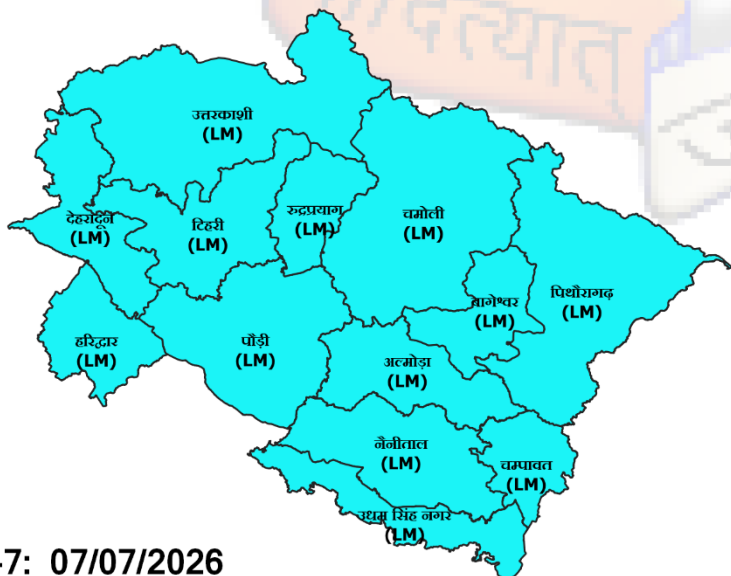 दित्यात
उत्तरकाशी
(LM)
देहरादून
(LM)
टिहरी
(LM)
रुद्रप्रयाग
(LM)
चमोली
(LM)
बागेश्वर
(LM)
पिथौरागढ़
(LM)
हरिद्वार
(LM)
पौड़ी
(LM)
अल्मोड़ा
(LM)
नैनीताल
(LM)
चम्पावत
(LM)
उधम सिंह नगर
(LM)
7: 07/07/2026